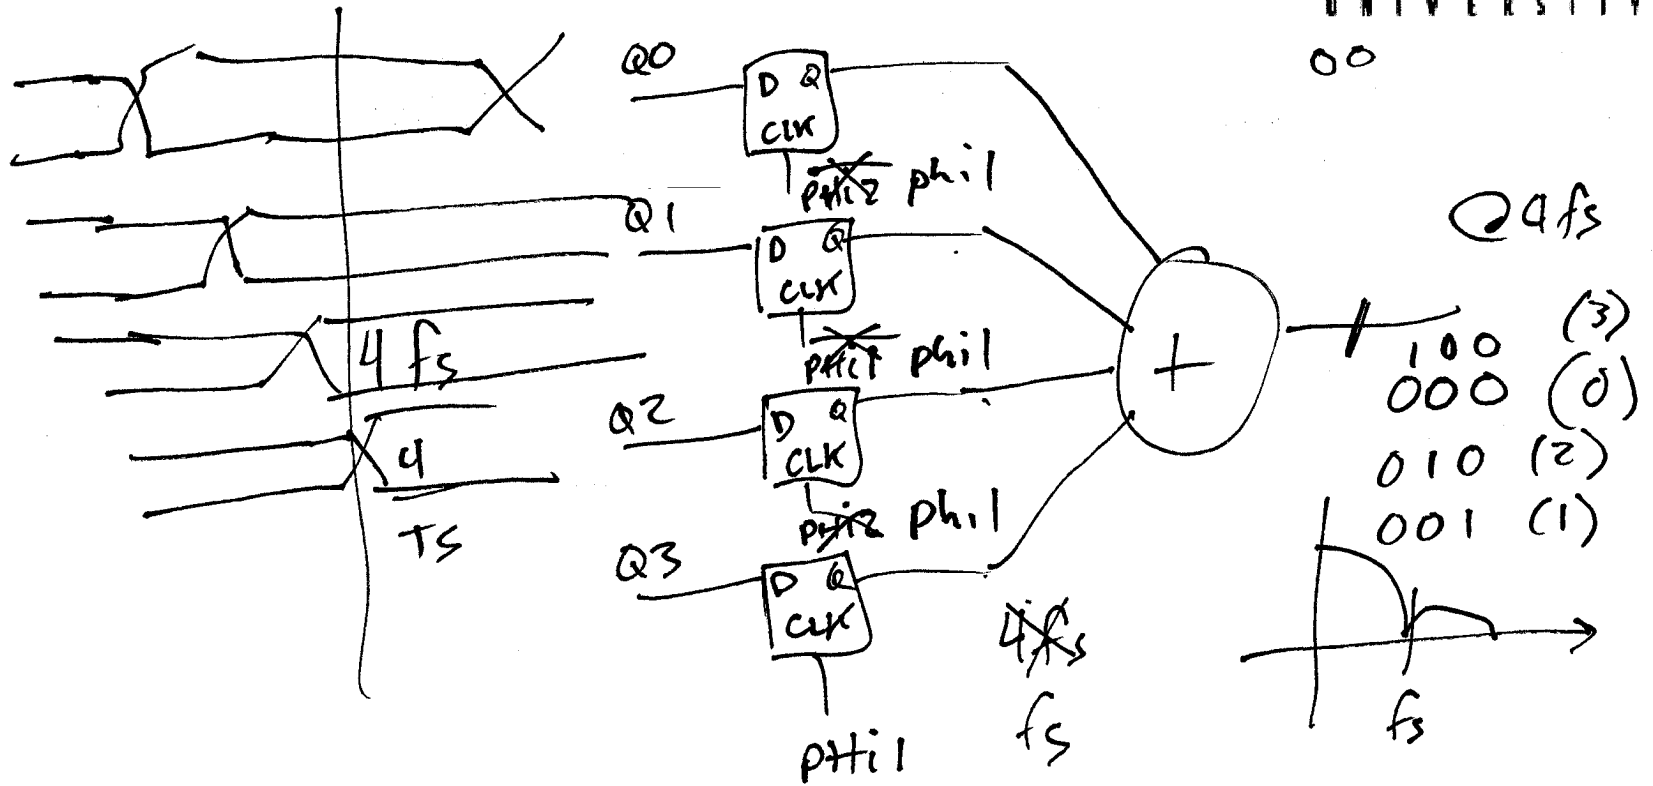 UNIVERSITY
00
Q0
D Q
CLK
PHi2 phi1
Q1
D Q
CLK
PHi1 phi1
Q2
D Q
CLK
PHi2 phi1
Q3
D Q
CLK
PHi1
4 fs
4
Ts
+
4fs
fs
@4fs
100 (3)
000 (0)
010 (2)
001 (1)
fs